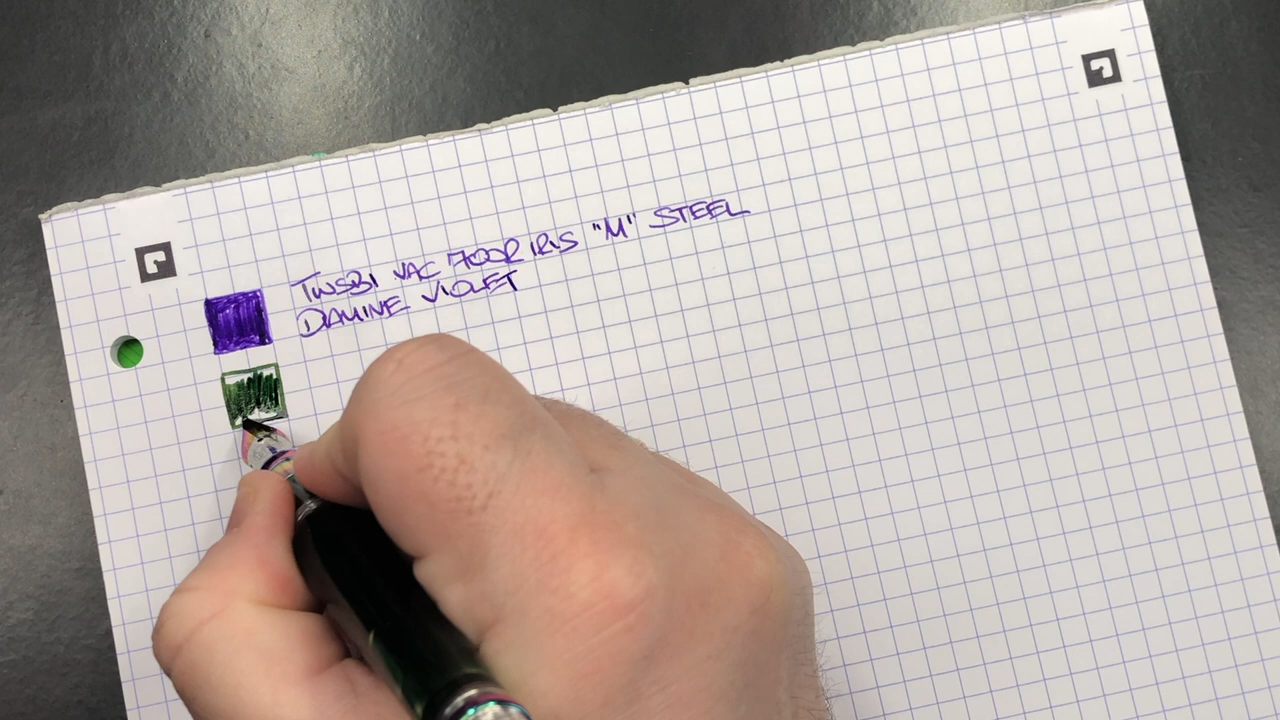 TWSBI VAC 700R IRIS "M" STEEL
DIAMINE VIOLET